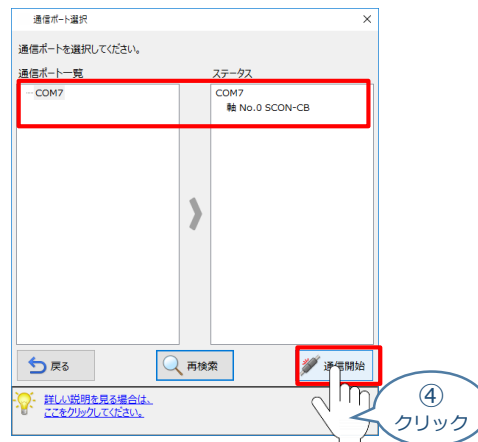 通信ポート選択
通信ポートを選択してください。
通信ポート一覧
ステータス
COM7
COM7
軸 No.0 SCON-CB
戻る
再検索
通信開始
詳しい説明を見る場合は、
ここをクリックしてください。
④
クリック